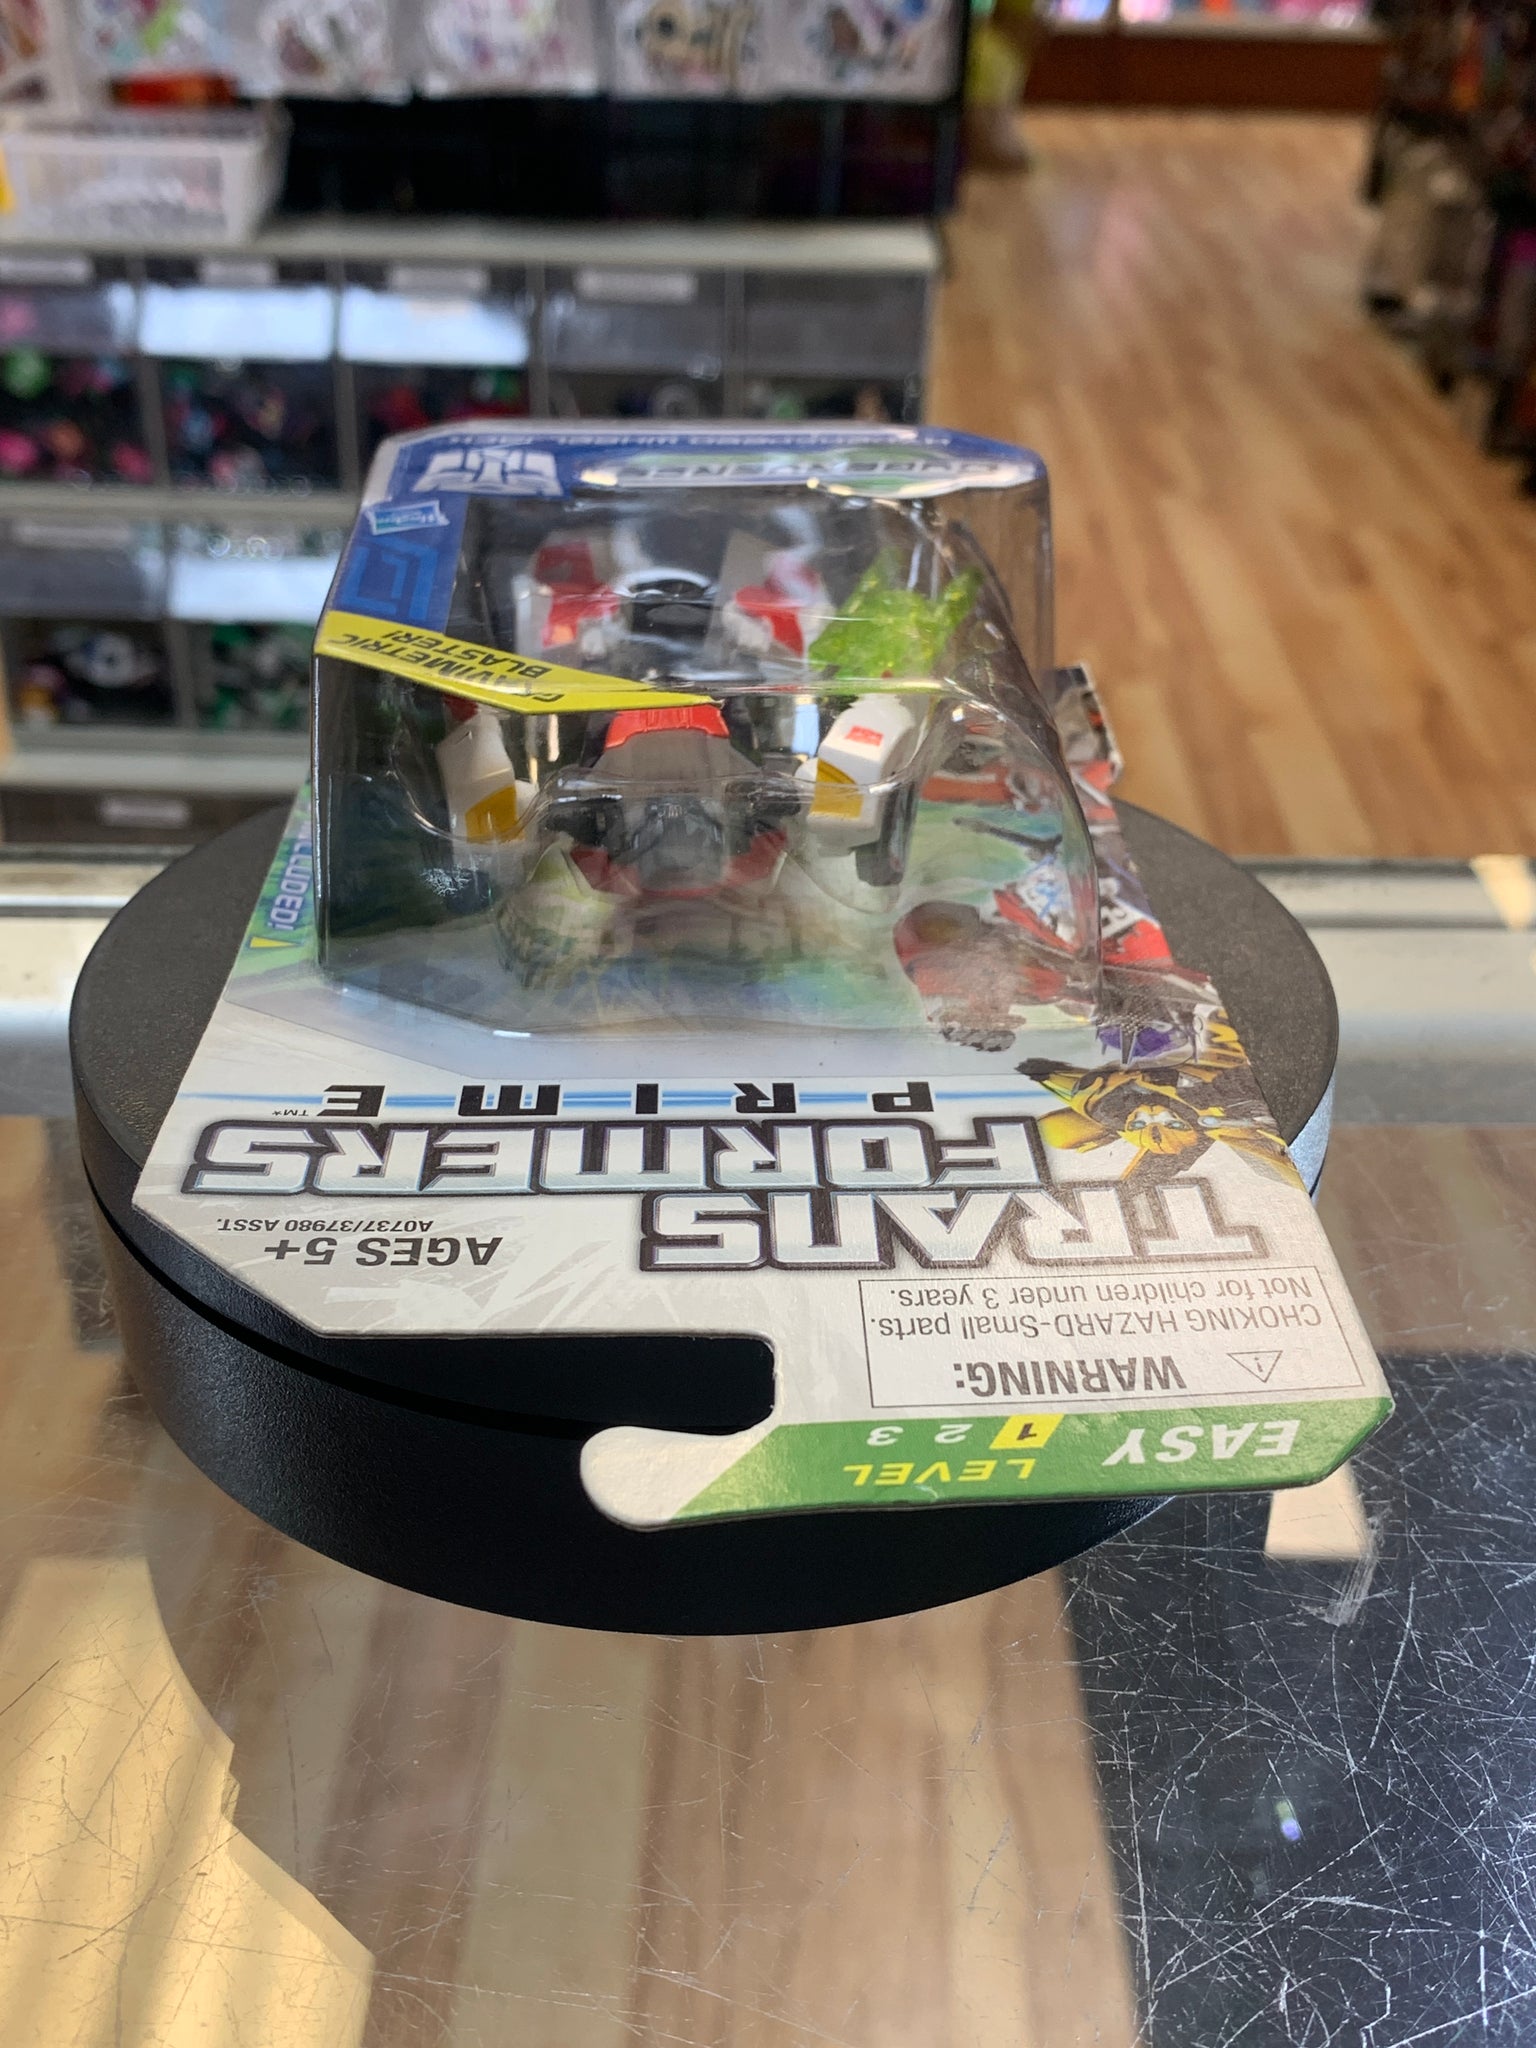 EASY
LEVEL
1 2 3
WARNING:
CHOKING HAZARD-Small parts.
Not for children under 3 years.
AGES 5+
A0737/37980 ASST.
TRANS
FORMERS
PRIME
TM*
BLASTER!
Hasbro